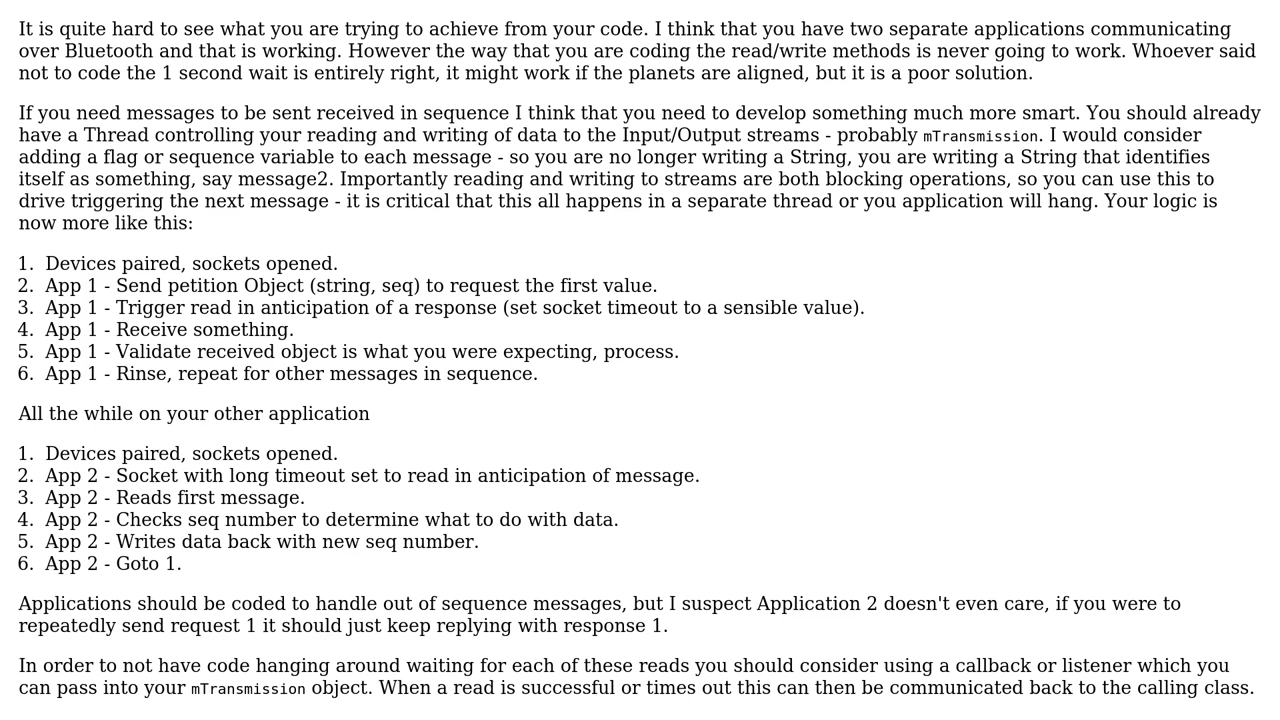 It is quite hard to see what you are trying to achieve from your code. I think that you have two separate applications communicating
over Bluetooth and that is working. However the way that you are coding the read/write methods is never going to work. Whoever said
not to code the 1 second wait is entirely right, it might work if the planets are aligned, but it is a poor solution.
If you need messages to be sent received in sequence I think that you need to develop something much more smart. You should already
have a Thread controlling your reading and writing of data to the Input/Output streams - probably mTransmission. I would consider
adding a flag or sequence variable to each message - so you are no longer writing a String, you are writing a String that identifies
itself as something, say message2. Importantly reading and writing to streams are both blocking operations, so you can use this to
drive triggering the next message - it is critical that this all happens in a separate thread or you application will hang. Your logic is
now more like this:
1. Devices paired, sockets opened.
2. App 1 - Send petition Object (string, seq) to request the first value.
3. App 1 - Trigger read in anticipation of a response (set socket timeout to a sensible value).
4. App 1 - Receive something.
5. App 1 - Validate received object is what you were expecting, process.
6. App 1 - Rinse, repeat for other messages in sequence.
All the while on your other application
1. Devices paired, sockets opened.
2. App 2 - Socket with long timeout set to read in anticipation of message.
3. App 2 - Reads first message.
4. App 2 - Checks seq number to determine what to do with data.
5. App 2 - Writes data back with new seq number.
6. App 2 - Goto 1.
Applications should be coded to handle out of sequence messages, but I suspect Application 2 doesn't even care, if you were to
repeatedly send request 1 it should just keep replying with response 1.
In order to not have code hanging around waiting for each of these reads you should consider using a callback or listener which you
can pass into your mTransmission object. When a read is successful or times out this can then be communicated back to the calling class.